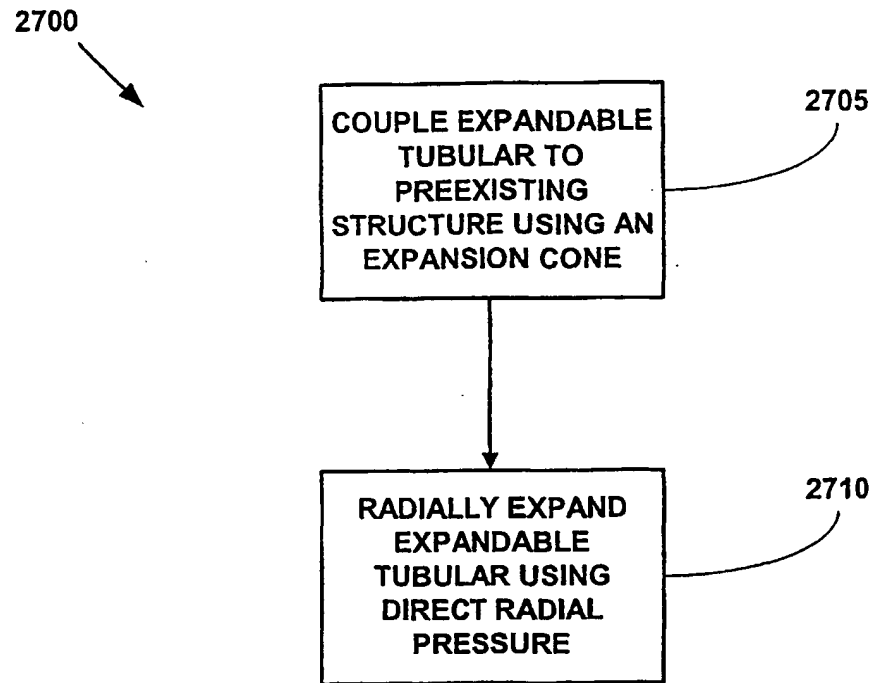 2700
COUPLE EXPANDABLE
TUBULAR TO
PREEXISTING
STRUCTURE USING AN
EXPANSION CONE
2705
RADIALLY EXPAND
EXPANDABLE
TUBULAR USING
DIRECT RADIAL
PRESSURE
2710